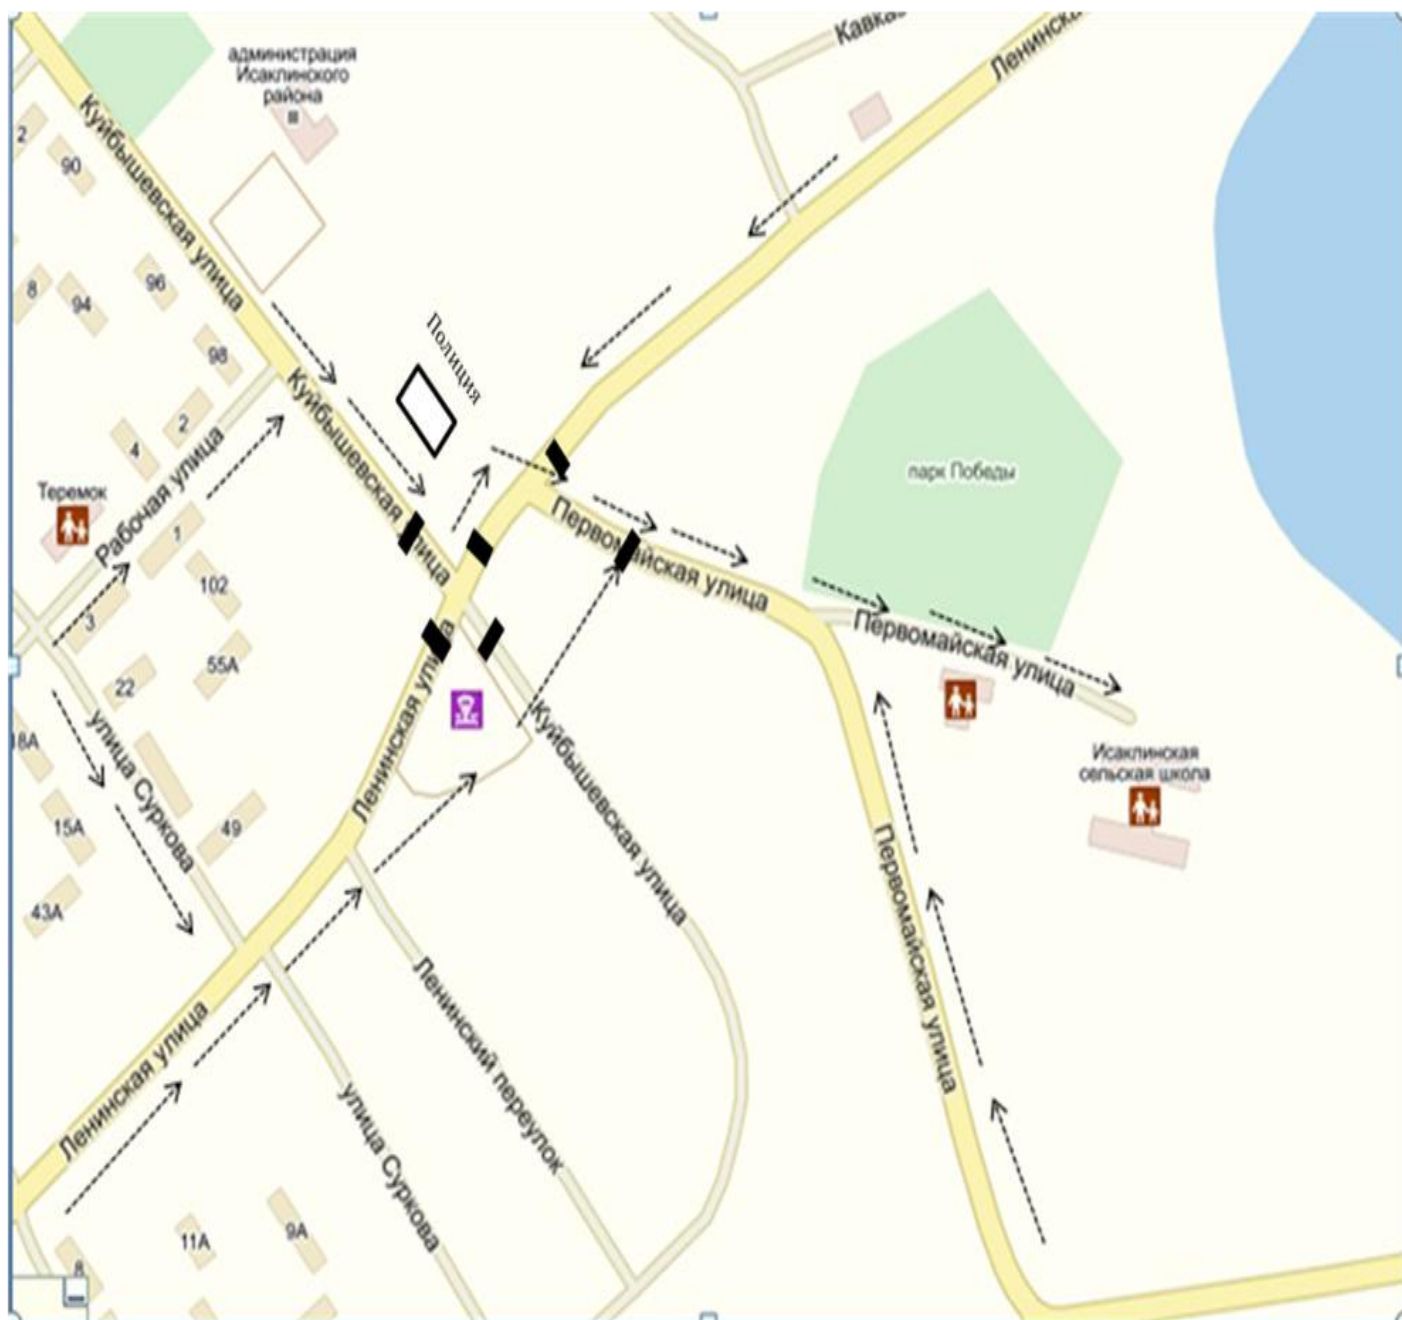 Кавказ
Ленинска
администрация
Исаклинского
района
2
90
Куйбышевская улица
96
8
94
98
Полиция
Куйбышевская улица
2
4
парк Победы
Теремок
Рабочая улица
1
Первомайская улица
102
3
Первомайская улица
55А
22
Ленинская улица
18А
улица Суркова
Куйбышевская улица
Исаклинская
сельская школа
15А
49
Первомайская улица
43А
Ленинский переулок
Ленинская улица
улица Суркова
11А
9А
8